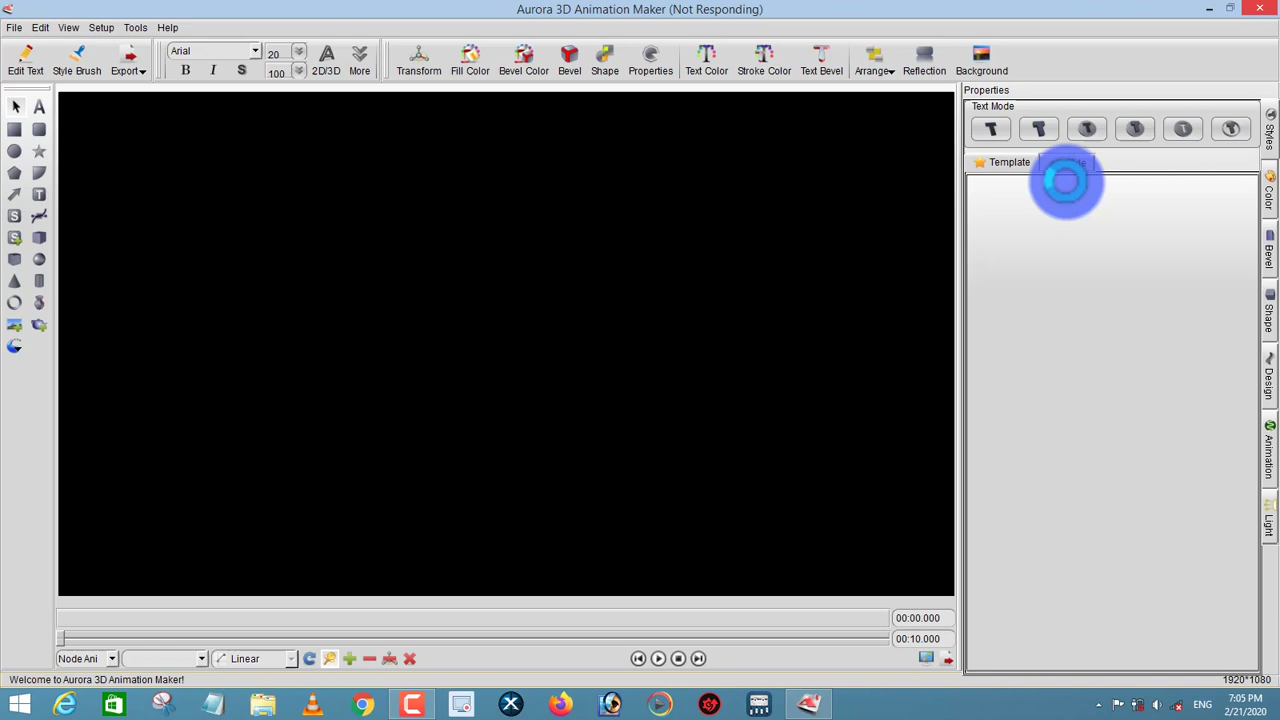 Aurora 3D Animation Maker (Not Responding)
File Edit View Setup Tools Help
Arial 20
100
B I S 2D/3D More
Edit Text Style Brush Export
Transform Fill Color Bevel Color Bevel Shape Properties Text Color Stroke Color Text Bevel Arrange Reflection Background
Properties
Text Mode
Template
Styles
Color
Bevel
Shape
Design
Animation
Light
00:00.000
00:10.000
Node Ani Linear
Welcome to Aurora 3D Animation Maker!
1920*1080
ENG
7:05 PM
2/21/2020